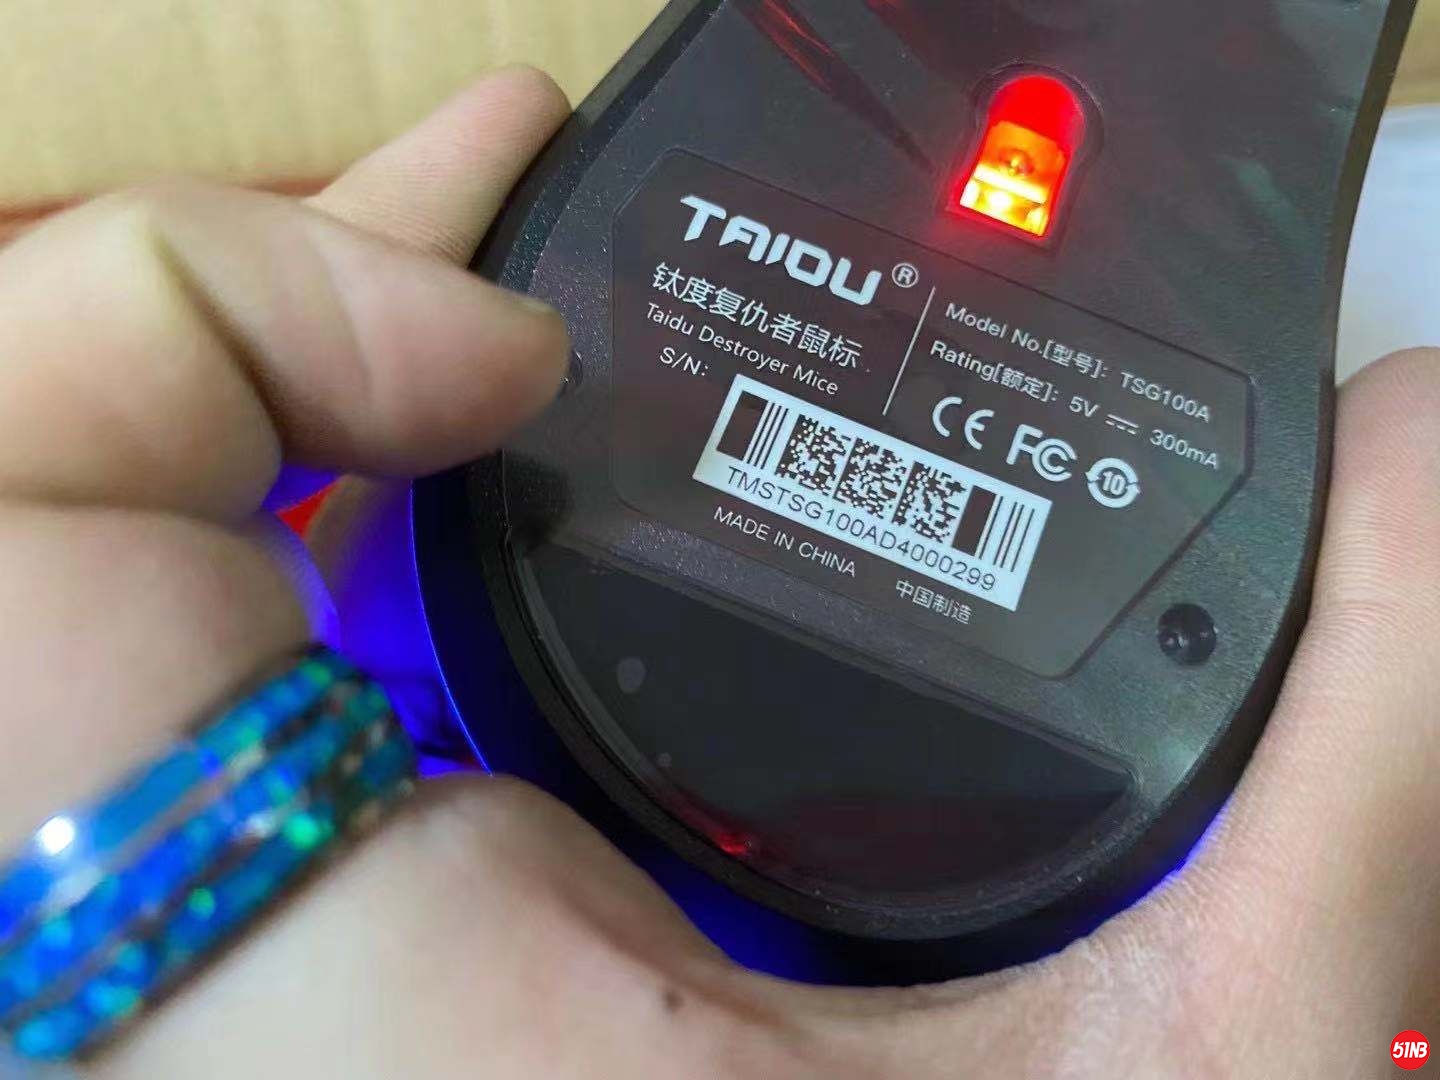 TAIDU®
钛度复仇者鼠标
Taidu Destroyer Mice
S/N:
TMSTSG100AD4000299
MADE IN CHINA
中国制造
Model No.[型号]: TSG100A
Rating[额定]: 5V ⎓ 300mA
CE FC 10
51NB